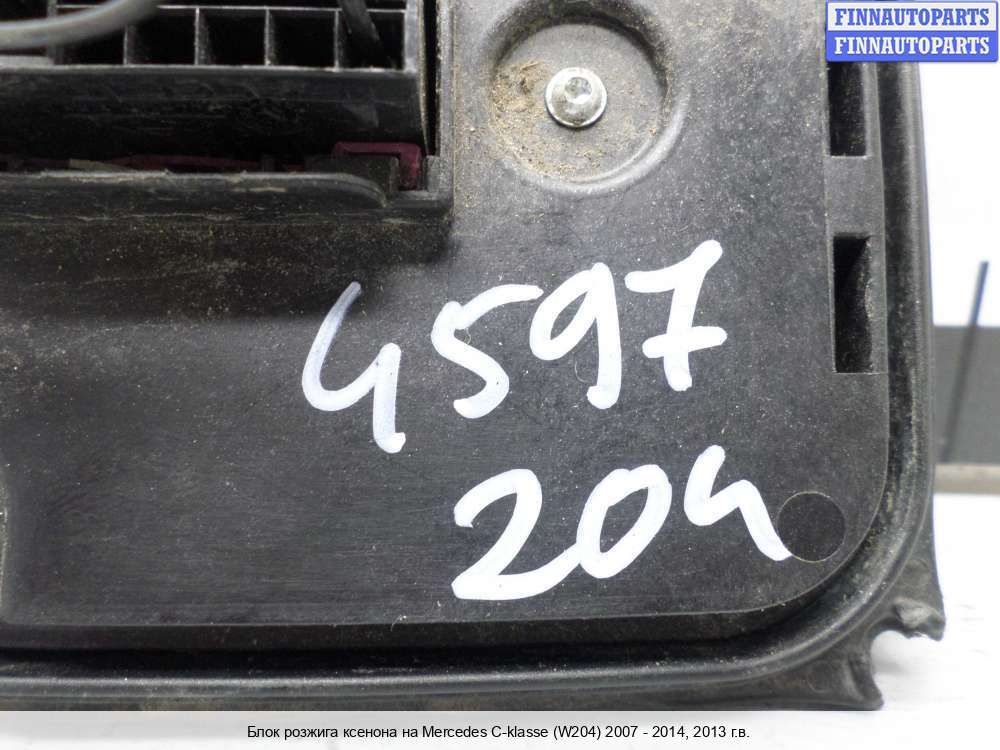 FINNAUTOPARTS
FINNAUTOPARTS
4597
204
Блок розжига ксенона на Mercedes C-klasse (W204) 2007 - 2014, 2013 г.в.